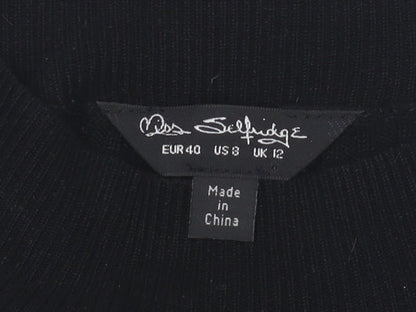 Miss Selfridge
EUR 40 US 8 UK 12
Made
in
China